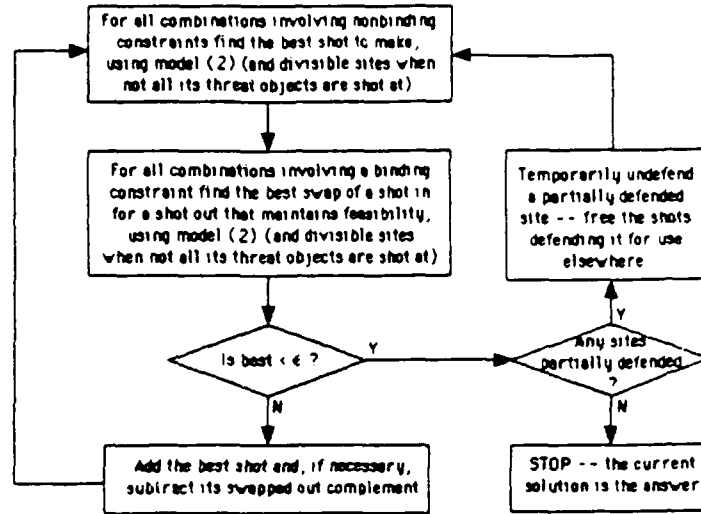 For all combinations involving nonbinding
constraints find the best shot to make,
using model (2) (and divisible sites when
not all its threat objects are shot at)
For all combinations involving a binding
constraint find the best swap of a shot in
for a shot out that maintains feasibility,
using model (2) (and divisible sites
when not all its threat objects are shot at)
Temporarily undefend
a partially defended
site -- free the shots
defending it for use
elsewhere
Is best < ϵ ?
Y
N
Any sites
partially defended
?
Y
N
Add the best shot and, if necessary,
subtract its swapped out complement
STOP -- the current
solution is the answer